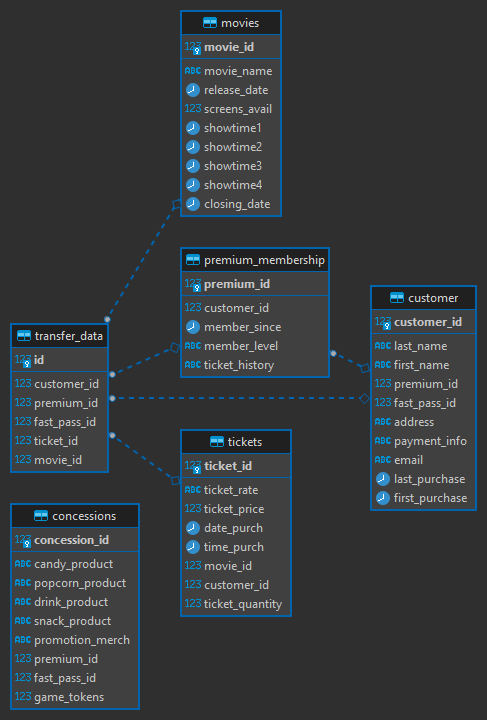 movies
123 movie_id
ABC movie_name
release_date
123 screens_avail
showtime1
showtime2
showtime3
showtime4
closing_date
premium_membership
123 premium_id
123 customer_id
member_since
ABC member_level
ABC ticket_history
customer
123 customer_id
ABC last_name
ABC first_name
123 premium_id
123 fast_pass_id
ABC address
ABC payment_info
ABC email
last_purchase
first_purchase
transfer_data
123 id
123 customer_id
123 premium_id
123 fast_pass_id
123 ticket_id
123 movie_id
tickets
123 ticket_id
ABC ticket_rate
123 ticket_price
date_purch
time_purch
123 movie_id
123 customer_id
123 ticket_quantity
concessions
123 concession_id
ABC candy_product
ABC popcorn_product
ABC drink_product
ABC snack_product
ABC promotion_merch
123 premium_id
123 fast_pass_id
123 game_tokens